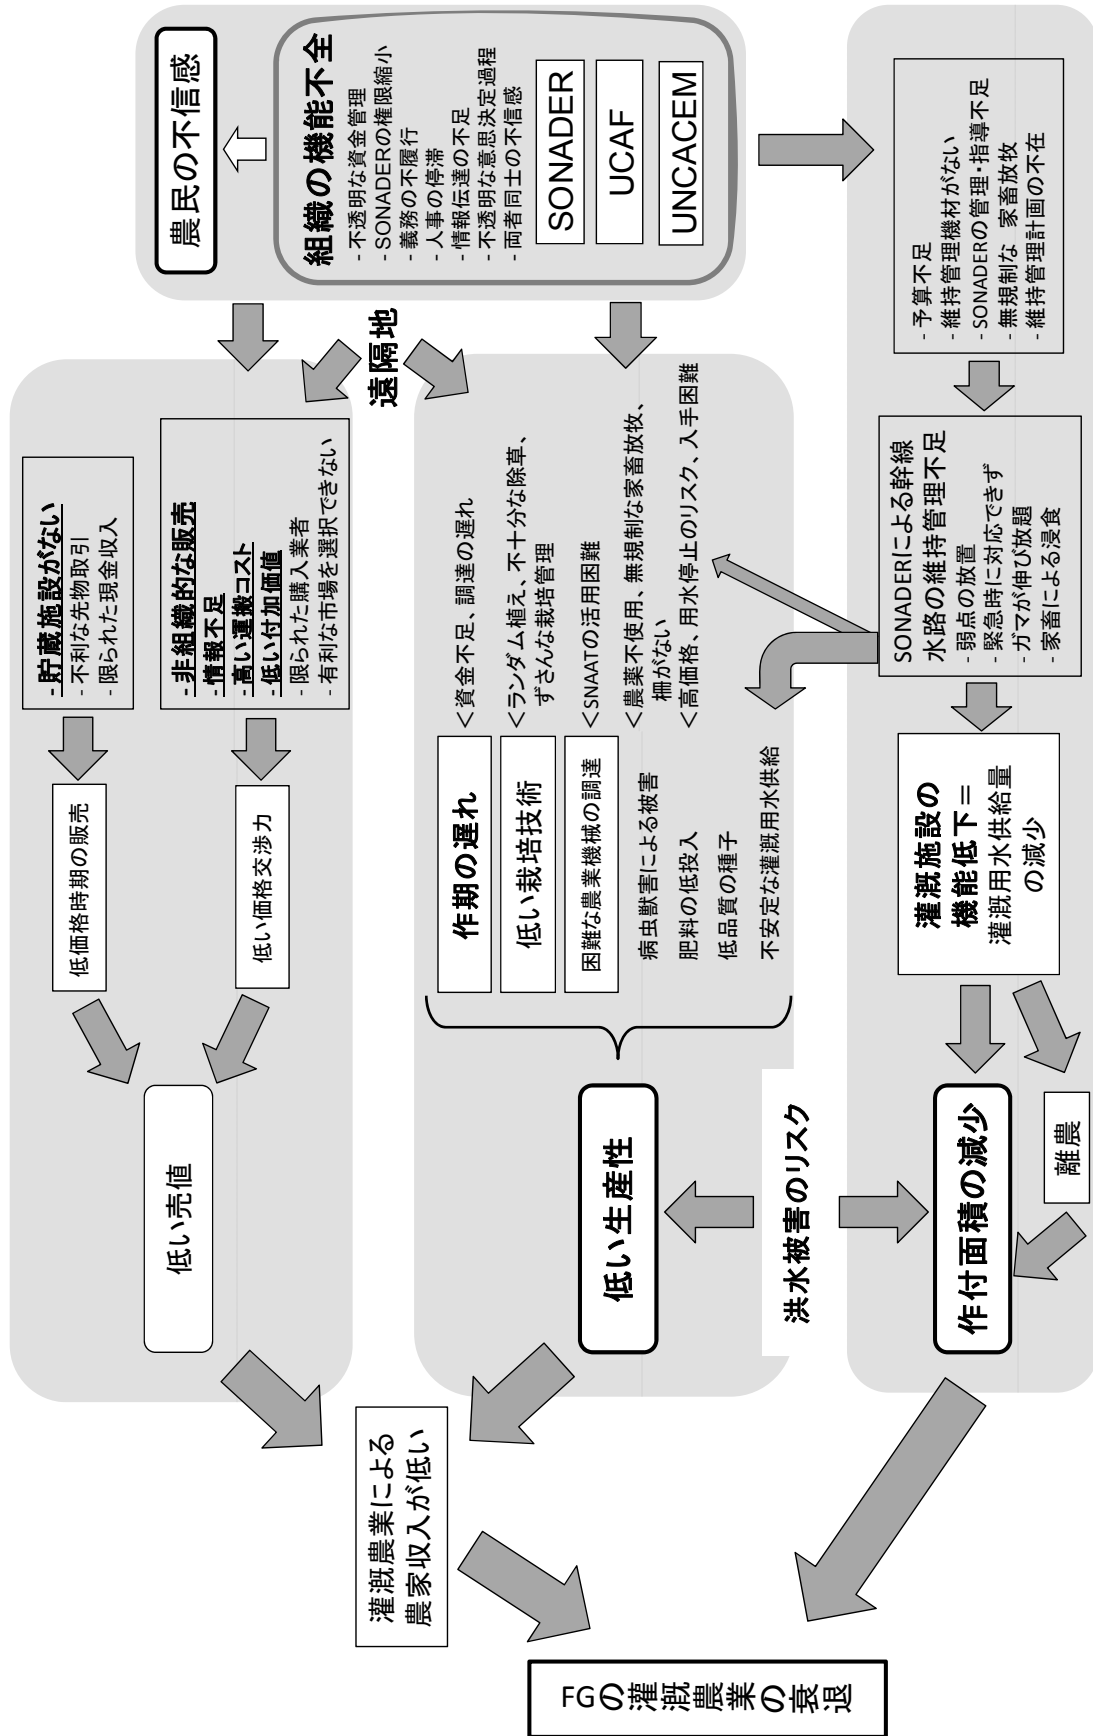 FGの灌漑農業の衰退
灌漑農業による
農家収入が低い
低い売値
低価格時期の販売
低い価格交渉力
- 貯蔵施設がない
- 不利な先物取引
- 限られた現金収入
- 非組織的な販売
- 情報不足
- 高い運搬コスト
- 低い付加価値
- 限られた購入業者
- 有利な市場を選択できない
農民の不信感
組織の機能不全
- 不透明な資金管理
- SONADERの権限縮小
- 義務の不履行
- 人事の停滞
- 情報伝達の不足
- 不透明な意思決定過程
- 両者同士の不信感
SONADER
UCAF
UNCACEM
遠隔地
低い生産性
作期の遅れ
<資金不足、調達の遅れ
低い栽培技術
<ランダム植え、不十分な除草、
ずさんな栽培管理
困難な農業機械の調達
<SNAATの活用困難
病虫獣害による被害
<農薬不使用、無規制な家畜放牧、
柵がない
肥料の低投入
<高価格、用水停止のリスク、入手困難
低品質の種子
不安定な灌漑用水供給
洪水被害のリスク
作付面積の減少
離農
灌漑施設の
機能低下＝
灌漑用水供給量
の減少
SONADERによる幹線
水路の維持管理不足
- 弱点の放置
- 緊急時に対応できず
- ガマが伸び放題
- 家畜による浸食
- 予算不足
- 維持管理機材がない
- SONADERの管理・指導不足
- 無規制な 家畜放牧
- 維持管理計画の不在